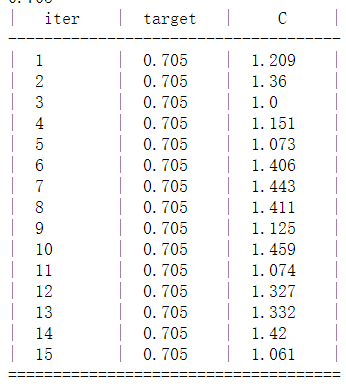 | iter | target | C |
-------------------------------------
| 1 | 0.705 | 1.209 |
| 2 | 0.705 | 1.36 |
| 3 | 0.705 | 1.0 |
| 4 | 0.705 | 1.151 |
| 5 | 0.705 | 1.073 |
| 6 | 0.705 | 1.406 |
| 7 | 0.705 | 1.443 |
| 8 | 0.705 | 1.411 |
| 9 | 0.705 | 1.125 |
| 10 | 0.705 | 1.459 |
| 11 | 0.705 | 1.074 |
| 12 | 0.705 | 1.327 |
| 13 | 0.705 | 1.332 |
| 14 | 0.705 | 1.42 |
| 15 | 0.705 | 1.061 |
=====================================